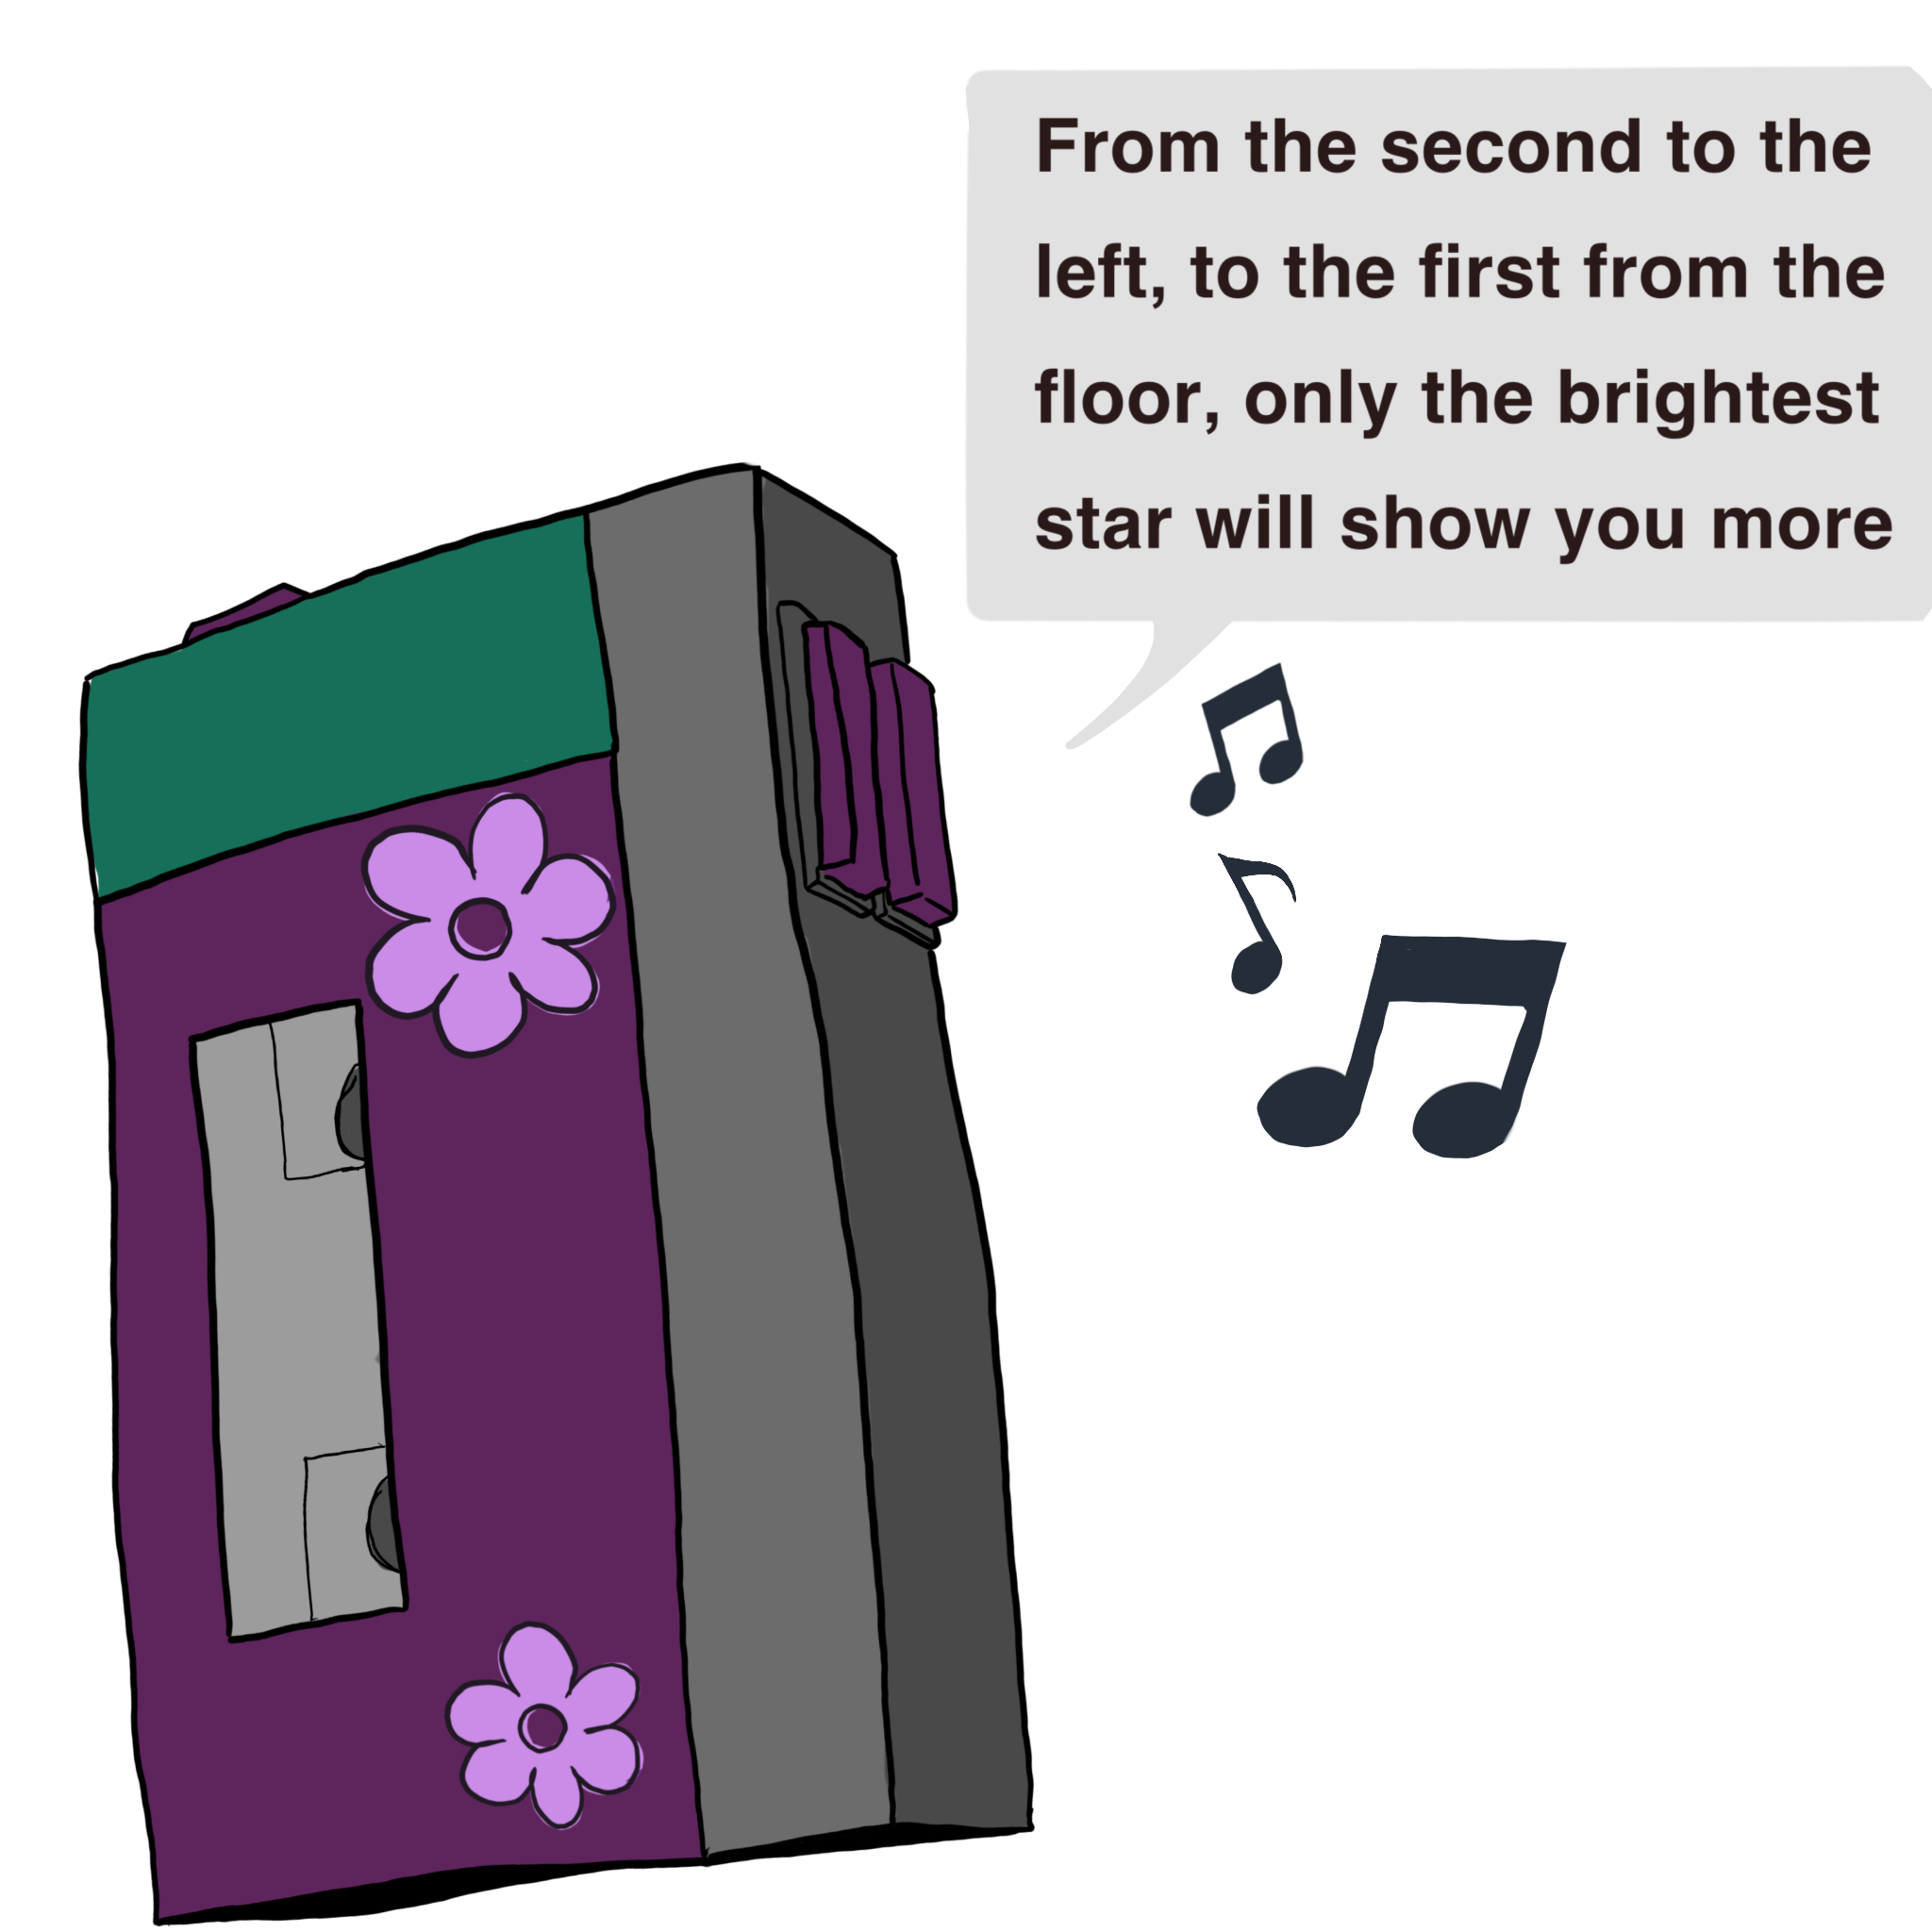 From the second to the
left, to the first from the
floor, only the brightest
star will show you more